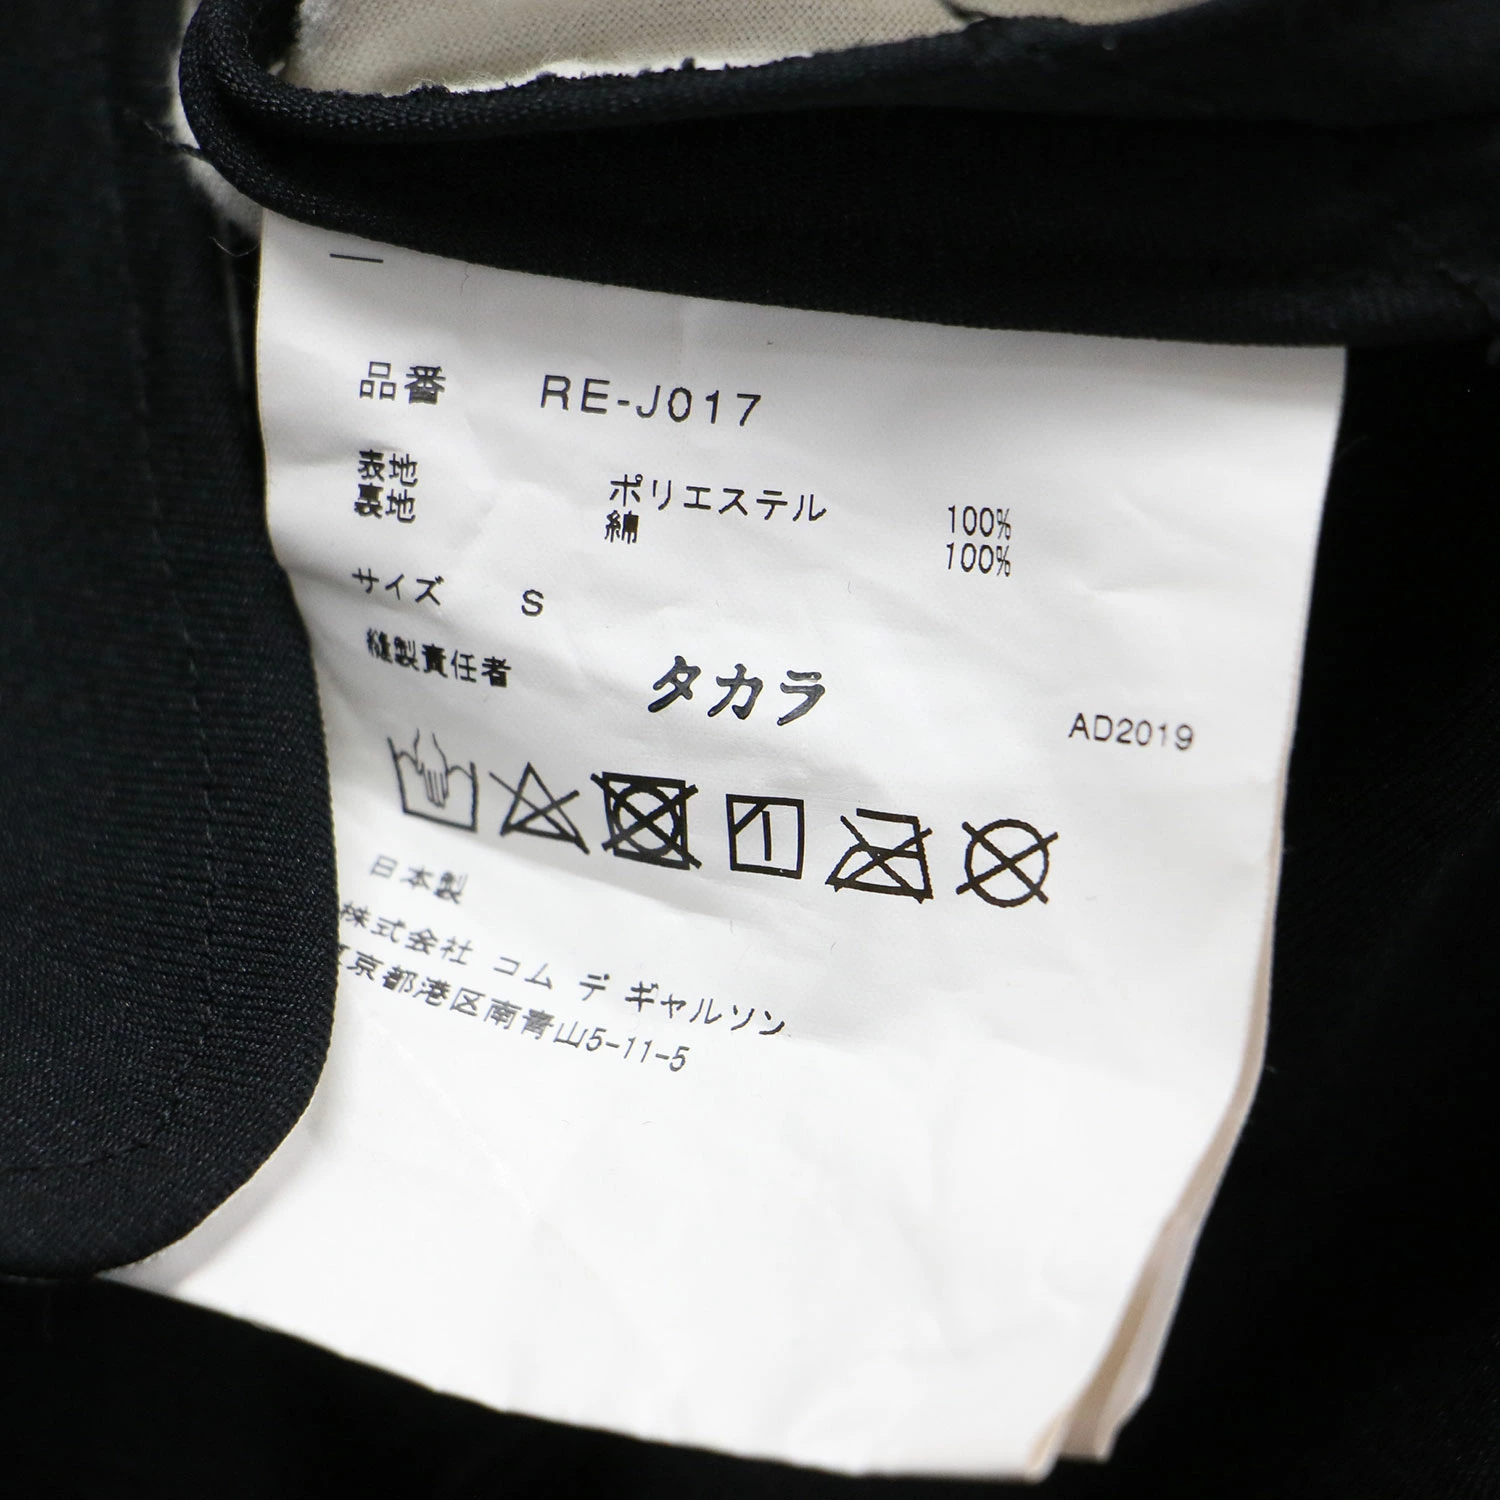 品番 RE-J017
表地 ポリエステル 100%
裏地 綿 100%
サイズ S
縫製責任者 タカラ AD2019
日本製
株式会社 コム デ ギャルソン
京都港区南青山5-11-5